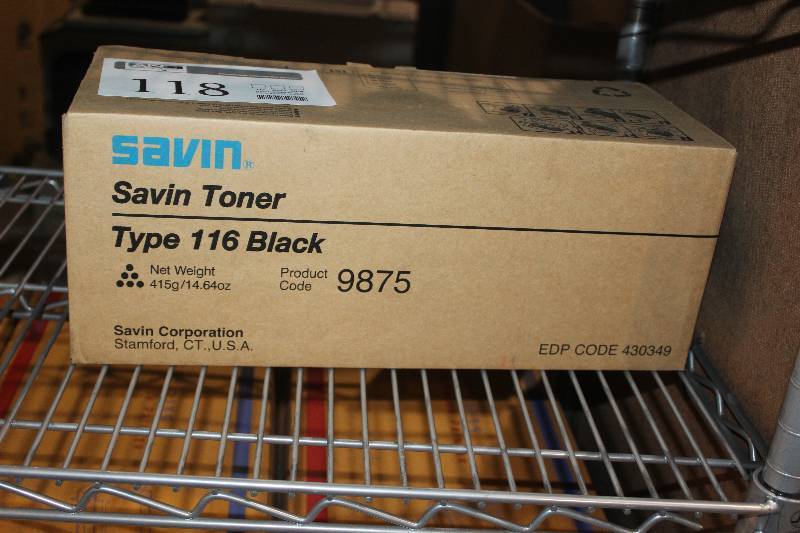 118
savin®
Savin Toner
Type 116 Black
Net Weight
415g/14.64oz
Product
Code
9875
Savin Corporation
Stamford, CT.,U.S.A.
EDP CODE 430349